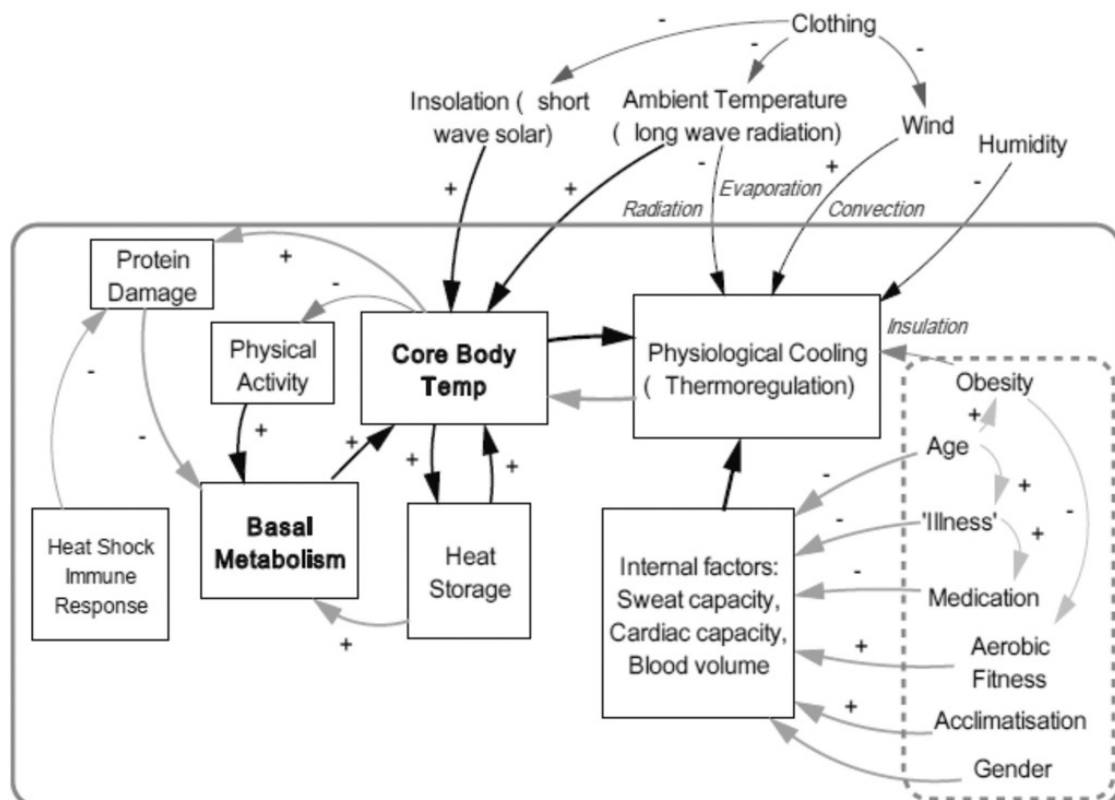 Clothing
-
-
-
Insolation ( short
wave solar)
Ambient Temperature
( long wave radiation)
Wind
Humidity
+
+
-
+
-
Evaporation
Radiation
Convection
Protein
Damage
+
-
Physical
Activity
Core Body
Temp
Physiological Cooling
( Thermoregulation)
Insulation
Obesity
-
-
+
+
+
+
+
Age
-
+
'Illness'
-
+
-
Basal
Metabolism
Heat Shock
Immune
Response
Heat
Storage
+
Internal factors:
Sweat capacity,
Cardiac capacity,
Blood volume
-
Medication
+
Aerobic
Fitness
+
Acclimatisation
Gender